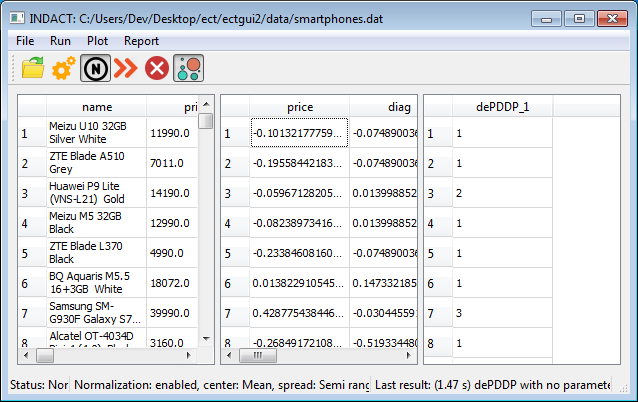 INDACT: C:/Users/Dev/Desktop/ect/ectgui2/data/smartphones.dat
File Run Plot Report
N
name pri
1 Meizu U10 32GB Silver White 11990.0
2 ZTE Blade A510 Grey 7011.0
3 Huawei P9 Lite (VNS-L21) Gold 14190.0
4 Meizu M5 32GB Black 12990.0
5 ZTE Blade L370 Black 4990.0
6 BQ Aquaris M5.5 16+3GB White 18072.0
7 Samsung SM-G930F Galaxy S7... 39990.0
8 Alcatel OT-4034D 3160.0
price diag
1 -0.10132177759... -0.074890036
2 -0.19558442183... -0.074890036
3 -0.05967128205... 0.013998852
4 -0.08238973416... 0.013998852
5 -0.23384608160... -0.074890036
6 0.013822910545... 0.147332185
7 0.428775438446... -0.030445591
8 -0.26849172108... -0.519334480
dePDDP_1
1 1
2 1
3 2
4 1
5 1
6 1
7 3
8 1
Status: Nor Normalization: enabled, center: Mean, spread: Semi rang Last result: (1.47 s) dePDDP with no paramete